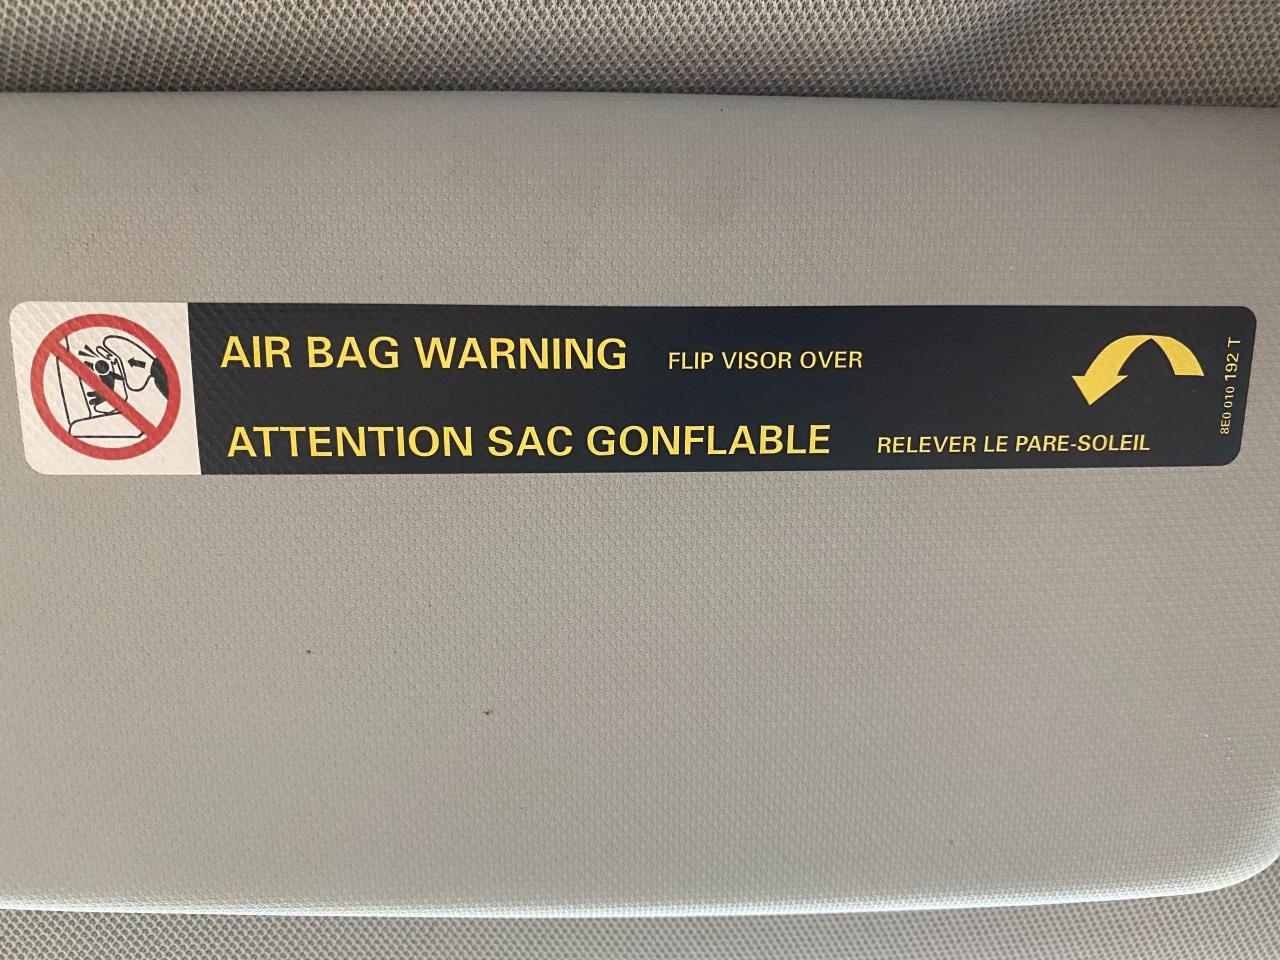 AIR BAG WARNING FLIP VISOR OVER
ATTENTION SAC GONFLABLE RELEVER LE PARE-SOLEIL
8E0 010 192 T